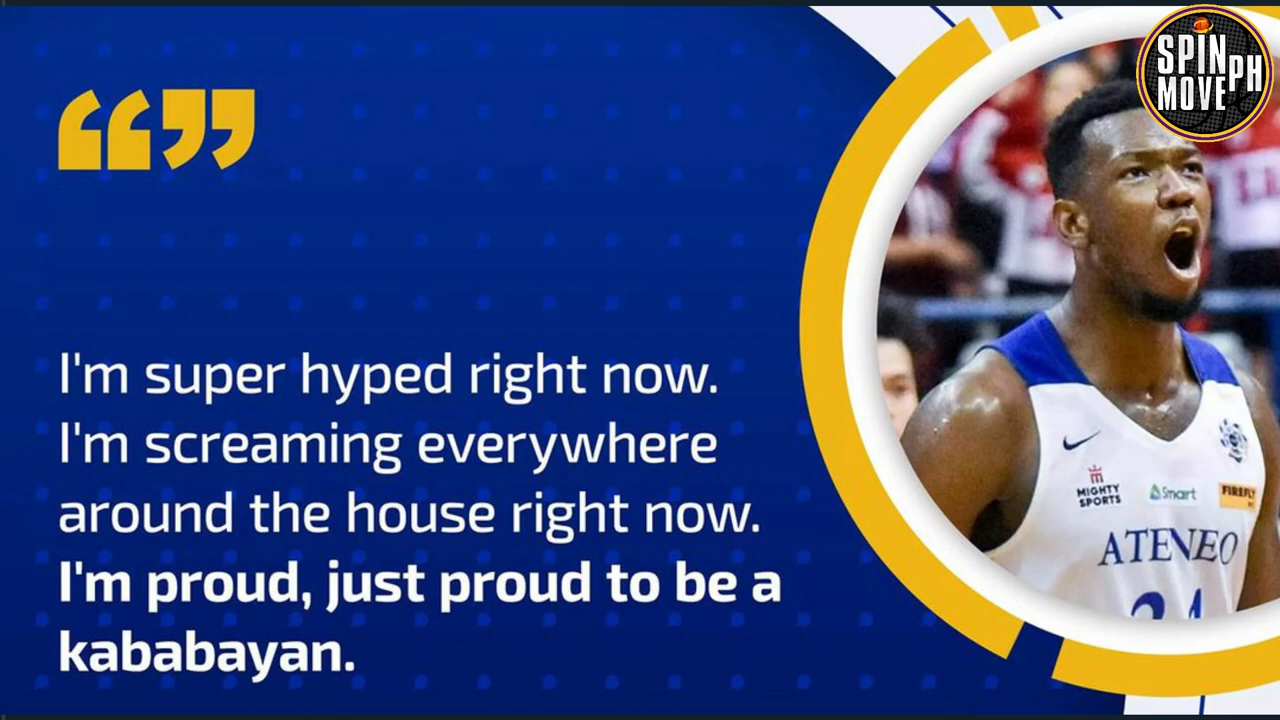 SPIN
MOVE
PH
“”
I'm super hyped right now.
I'm screaming everywhere
around the house right now.
I'm proud, just proud to be a
kababayan.
MIGHTY
SPORTS
Smart
FIREFLY
ATENEO